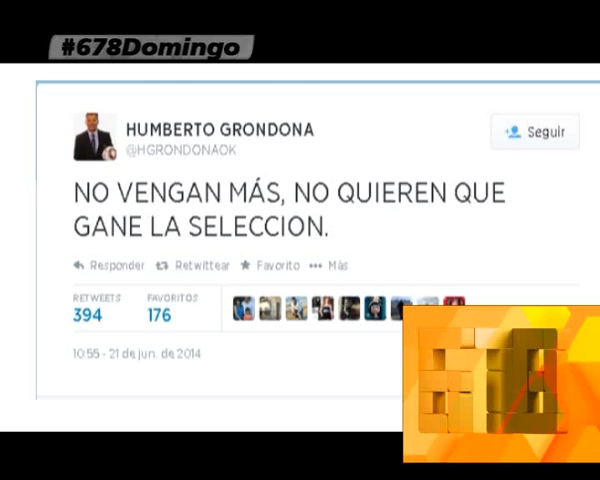 #678Domingo
HUMBERTO GRONDONA
@HGRONDONAOK
Seguir
NO VENGAN MÁS, NO QUIEREN QUE
GANE LA SELECCION.
Responder Retwittear Favorito Más
RETWEETS FAVORITOS
394 176
10:55 - 21 de jun. de 2014
678